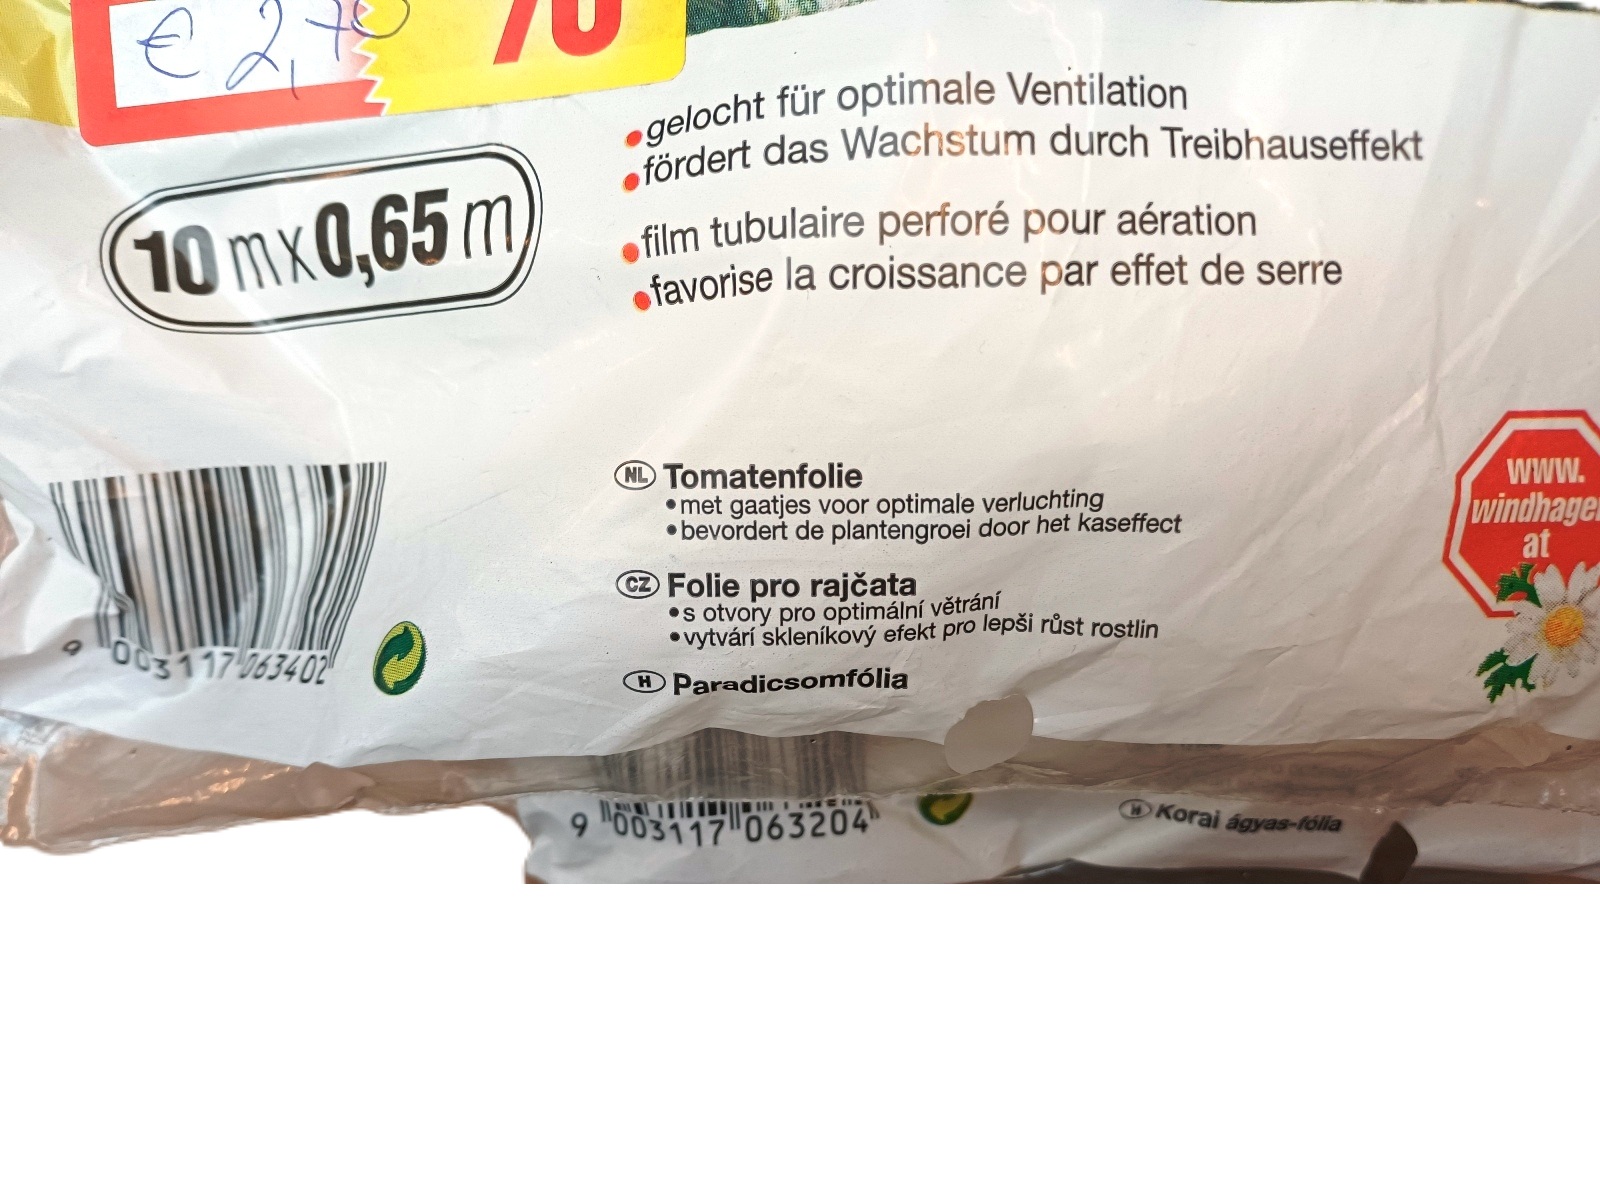 € 2,70
%
gelocht für optimale Ventilation
fördert das Wachstum durch Treibhauseffekt
10 m x 0,65 m
film tubulaire perforé pour aération
favorise la croissance par effet de serre
NL Tomatenfolie
• met gaatjes voor optimale verluchting
• bevordert de plantengroei door het kaseffect
CZ Folie pro rajčata
• s otvory pro optimální větrání
• vytvárí skleníkový efekt pro lepši růst rostlin
H Paradicsomfólia
www.
windhager
at
9 003117 063402
9 003117 063204
H Korai ágyas-fólia